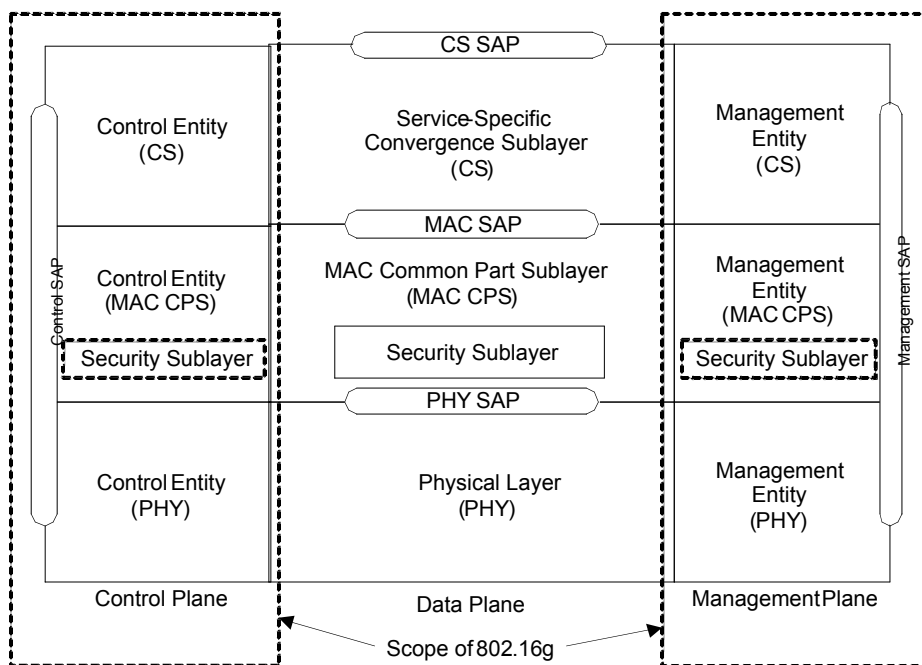 CS SAP
Control Entity
(CS)
Service-Specific
Convergence Sublayer
(CS)
Management
Entity
(CS)
MAC SAP
Control SAP
Control Entity
(MAC CPS)
MAC Common Part Sublayer
(MAC CPS)
Management
Entity
(MAC CPS)
Management SAP
Security Sublayer
Security Sublayer
Security Sublayer
PHY SAP
Control Entity
(PHY)
Physical Layer
(PHY)
Management
Entity
(PHY)
Control Plane
Data Plane
Management Plane
Scope of 802.16g